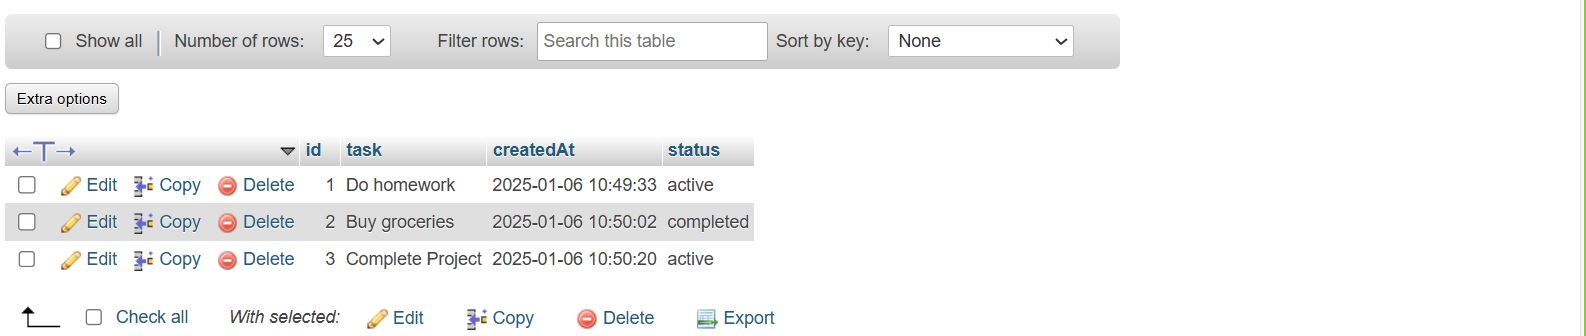 Show all Number of rows: 25 Filter rows: Search this table Sort by key: None
Extra options
id task createdAt status
Edit Copy Delete 1 Do homework 2025-01-06 10:49:33 active
Edit Copy Delete 2 Buy groceries 2025-01-06 10:50:02 completed
Edit Copy Delete 3 Complete Project 2025-01-06 10:50:20 active
Check all With selected: Edit Copy Delete Export